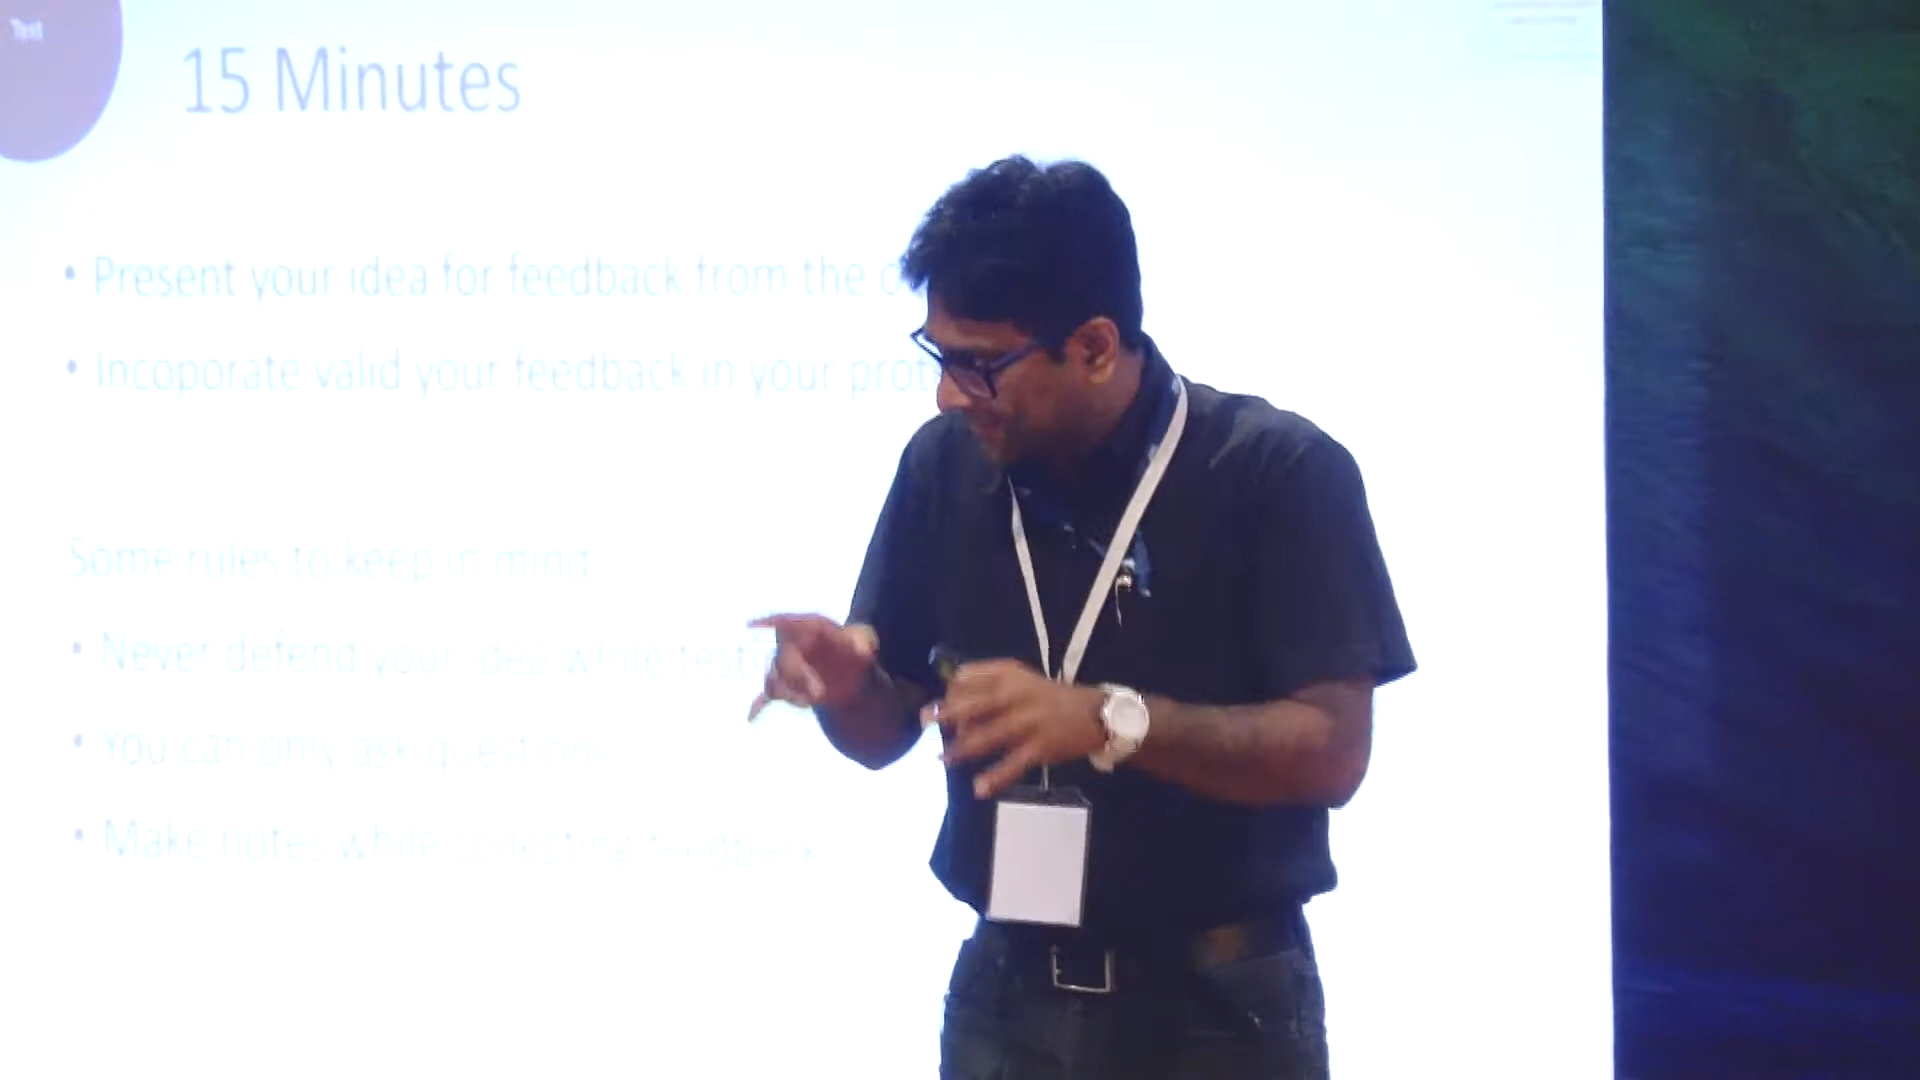 Test
15 Minutes
• Present your idea for feedback from the
• Incoporate valid your feedback in your
Some rules to keep in mind
• Never defend your idea while
• You can only ask questions
• Make notes while collecting feedback